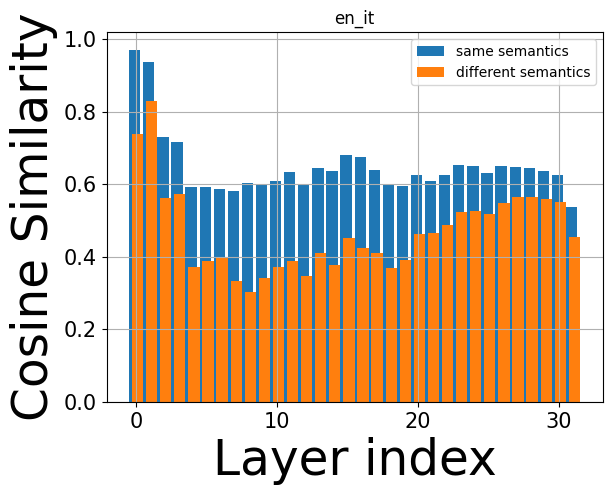 en_it
same semantics
different semantics
Cosine Similarity
1.0
0.8
0.6
0.4
0.2
0.0
0 10 20 30
Layer index